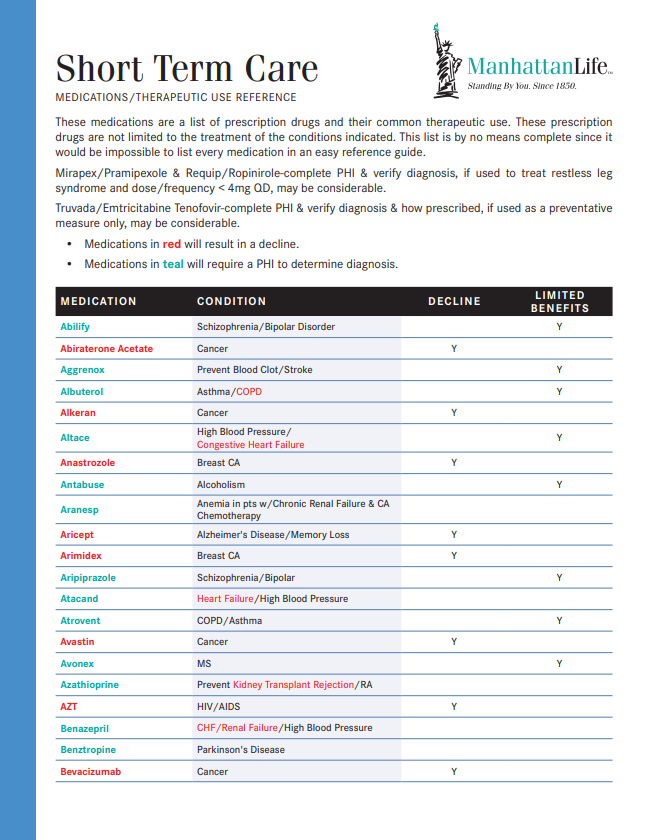 Short Term Care
MEDICATIONS/THERAPEUTIC USE REFERENCE
ManhattanLife™
Standing By You. Since 1850.
These medications are a list of prescription drugs and their common therapeutic use. These prescription
drugs are not limited to the treatment of the conditions indicated. This list is by no means complete since it
would be impossible to list every medication in an easy reference guide.
Mirapex/Pramipexole & Requip/Ropinirole-complete PHI & verify diagnosis, if used to treat restless leg
syndrome and dose/frequency < 4mg QD, may be considerable.
Truvada/Emtricitabine Tenofovir-complete PHI & verify diagnosis & how prescribed, if used as a preventative
measure only, may be considerable.
• Medications in red will result in a decline.
• Medications in teal will require a PHI to determine diagnosis.
MEDICATION CONDITION DECLINE LIMITED
BENEFITS
Abilify Schizophrenia/Bipolar Disorder Y
Abiraterone Acetate Cancer Y
Aggrenox Prevent Blood Clot/Stroke Y
Albuterol Asthma/COPD Y
Alkeran Cancer Y
Altace High Blood Pressure/
Congestive Heart Failure Y
Anastrozole Breast CA Y
Antabuse Alcoholism Y
Aranesp Anemia in pts w/Chronic Renal Failure & CA
Chemotherapy
Aricept Alzheimer's Disease/Memory Loss Y
Arimidex Breast CA Y
Aripiprazole Schizophrenia/Bipolar Y
Atacand Heart Failure/High Blood Pressure
Atrovent COPD/Asthma Y
Avastin Cancer Y
Avonex MS Y
Azathioprine Prevent Kidney Transplant Rejection/RA
AZT HIV/AIDS Y
Benazepril CHF/Renal Failure/High Blood Pressure
Benztropine Parkinson's Disease
Bevacizumab Cancer Y